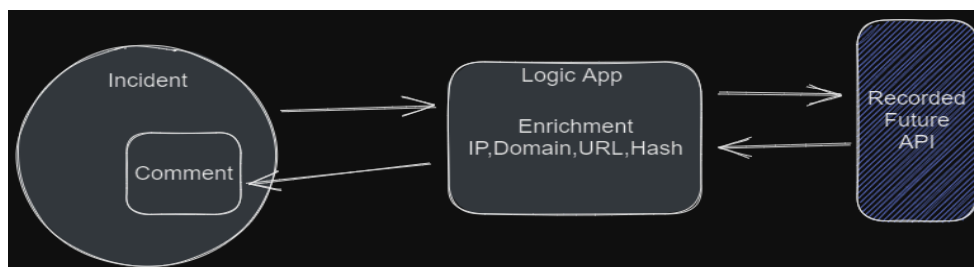 Incident
Comment
Logic App
Enrichment
IP,Domain,URL,Hash
Recorded
Future
API